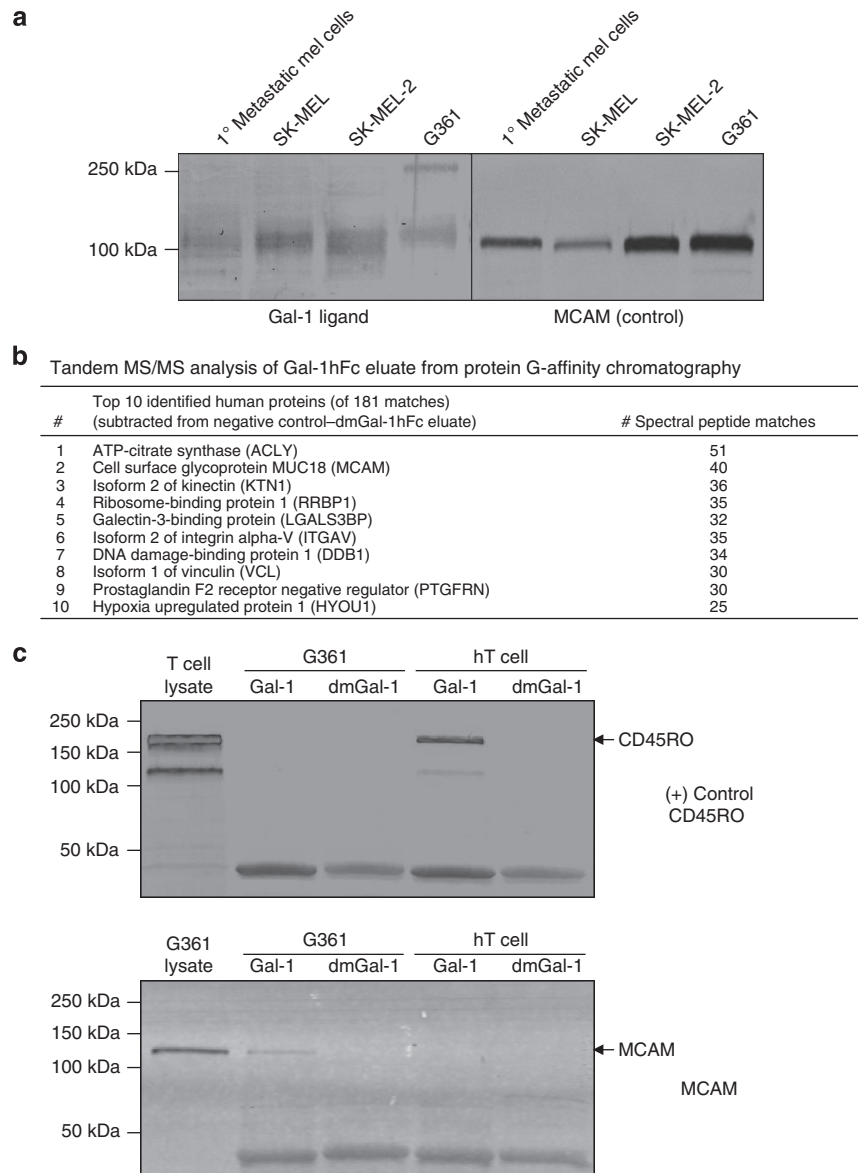 a
1° Metastatic mel cells
SK-MEL
SK-MEL-2
G361
1° Metastatic mel cells
SK-MEL
SK-MEL-2
G361
250 kDa
100 kDa
Gal-1 ligand
MCAM (control)
b
Tandem MS/MS analysis of Gal-1hFc eluate from protein G-affinity chromatography
# Top 10 identified human proteins (of 181 matches) (subtracted from negative control–dmGal-1hFc eluate) # Spectral peptide matches
1 ATP-citrate synthase (ACLY) 51
2 Cell surface glycoprotein MUC18 (MCAM) 40
3 Isoform 2 of kinectin (KTN1) 36
4 Ribosome-binding protein 1 (RRBP1) 35
5 Galectin-3-binding protein (LGALS3BP) 32
6 Isoform 2 of integrin alpha-V (ITGAV) 35
7 DNA damage-binding protein 1 (DDB1) 34
8 Isoform 1 of vinculin (VCL) 30
9 Prostaglandin F2 receptor negative regulator (PTGFRN) 30
10 Hypoxia upregulated protein 1 (HYOU1) 25
c
T cell lysate
G361
hT cell
Gal-1 dmGal-1 Gal-1 dmGal-1
250 kDa
150 kDa
100 kDa
50 kDa
CD45RO
(+) Control
CD45RO
G361 lysate
G361
hT cell
Gal-1 dmGal-1 Gal-1 dmGal-1
250 kDa
150 kDa
100 kDa
50 kDa
MCAM
MCAM